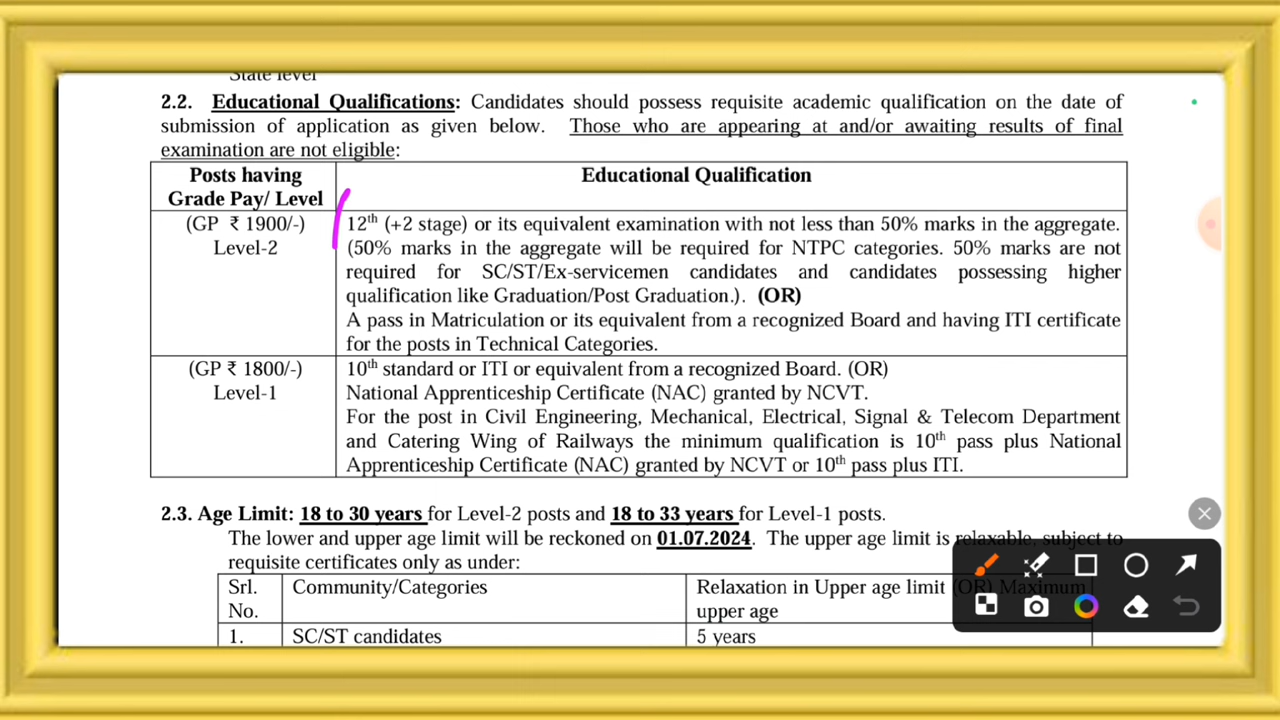 State level
2.2. Educational Qualifications: Candidates should possess requisite academic qualification on the date of
submission of application as given below. Those who are appearing at and/or awaiting results of final
examination are not eligible:
Posts having
Grade Pay/ Level
Educational Qualification
(GP ₹ 1900/-)
Level-2
12th (+2 stage) or its equivalent examination with not less than 50% marks in the aggregate.
(50% marks in the aggregate will be required for NTPC categories. 50% marks are not
required for SC/ST/Ex-servicemen candidates and candidates possessing higher
qualification like Graduation/Post Graduation.). (OR)
A pass in Matriculation or its equivalent from a recognized Board and having ITI certificate
for the posts in Technical Categories.
(GP ₹ 1800/-)
Level-1
10th standard or ITI or equivalent from a recognized Board. (OR)
National Apprenticeship Certificate (NAC) granted by NCVT.
For the post in Civil Engineering, Mechanical, Electrical, Signal & Telecom Department
and Catering Wing of Railways the minimum qualification is 10th pass plus National
Apprenticeship Certificate (NAC) granted by NCVT or 10th pass plus ITI.
2.3. Age Limit: 18 to 30 years for Level-2 posts and 18 to 33 years for Level-1 posts.
The lower and upper age limit will be reckoned on 01.07.2024. The upper age limit is relaxable, subject to
requisite certificates only as under:
Srl.
No.
Community/Categories
Relaxation in Upper age limit (OR) Maximum
upper age
1.
SC/ST candidates
5 years